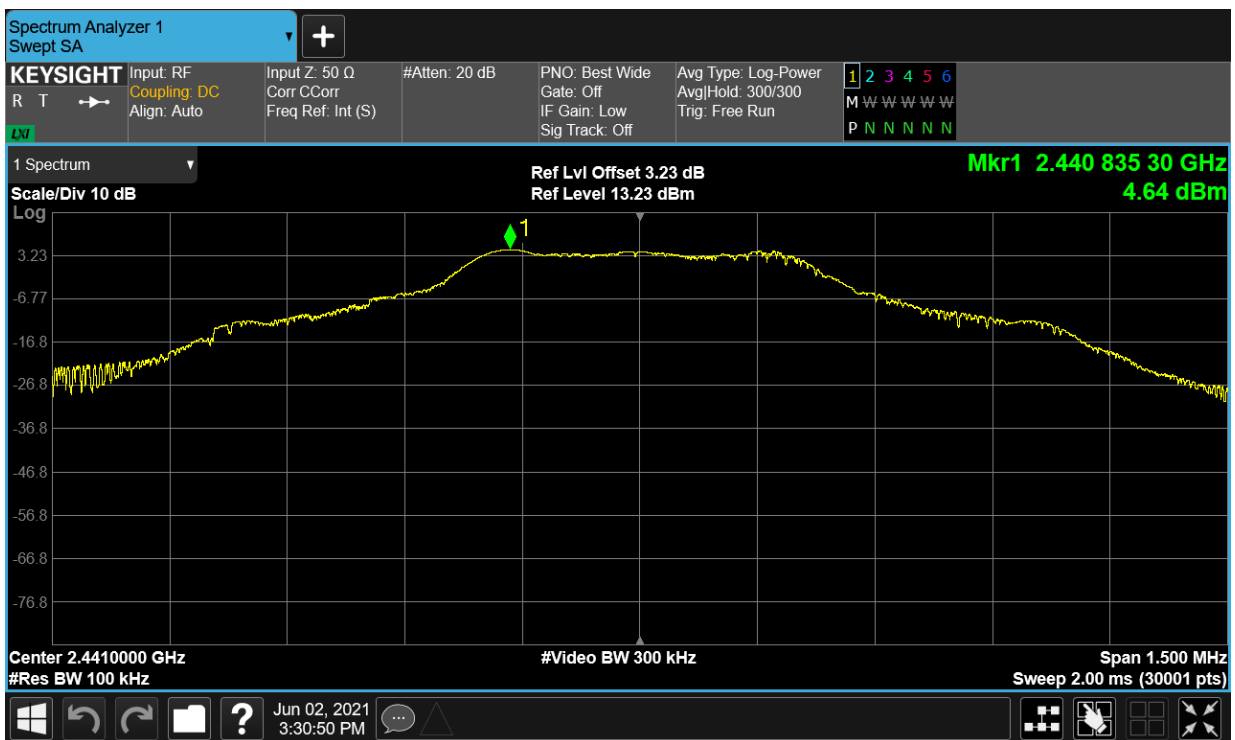 Spectrum Analyzer 1
Swept SA
+
KEYSIGHT
R T
LXI
Input: RF
Coupling: DC
Align: Auto
Input Z: 50 Ω
Corr CCorr
Freq Ref: Int (S)
#Atten: 20 dB
PNO: Best Wide
Gate: Off
IF Gain: Low
Sig Track: Off
Avg Type: Log-Power
Avg|Hold: 300/300
Trig: Free Run
1 2 3 4 5 6
M W W W W W
P N N N N N
1 Spectrum
Scale/Div 10 dB
Log
Ref Lvl Offset 3.23 dB
Ref Level 13.23 dBm
Mkr1 2.440 835 30 GHz
4.64 dBm
1
3.23
-6.77
-16.8
-26.8
-36.8
-46.8
-56.8
-66.8
-76.8
Center 2.4410000 GHz
#Video BW 300 kHz
Span 1.500 MHz
#Res BW 100 kHz
Sweep 2.00 ms (30001 pts)
?
Jun 02, 2021
3:30:50 PM